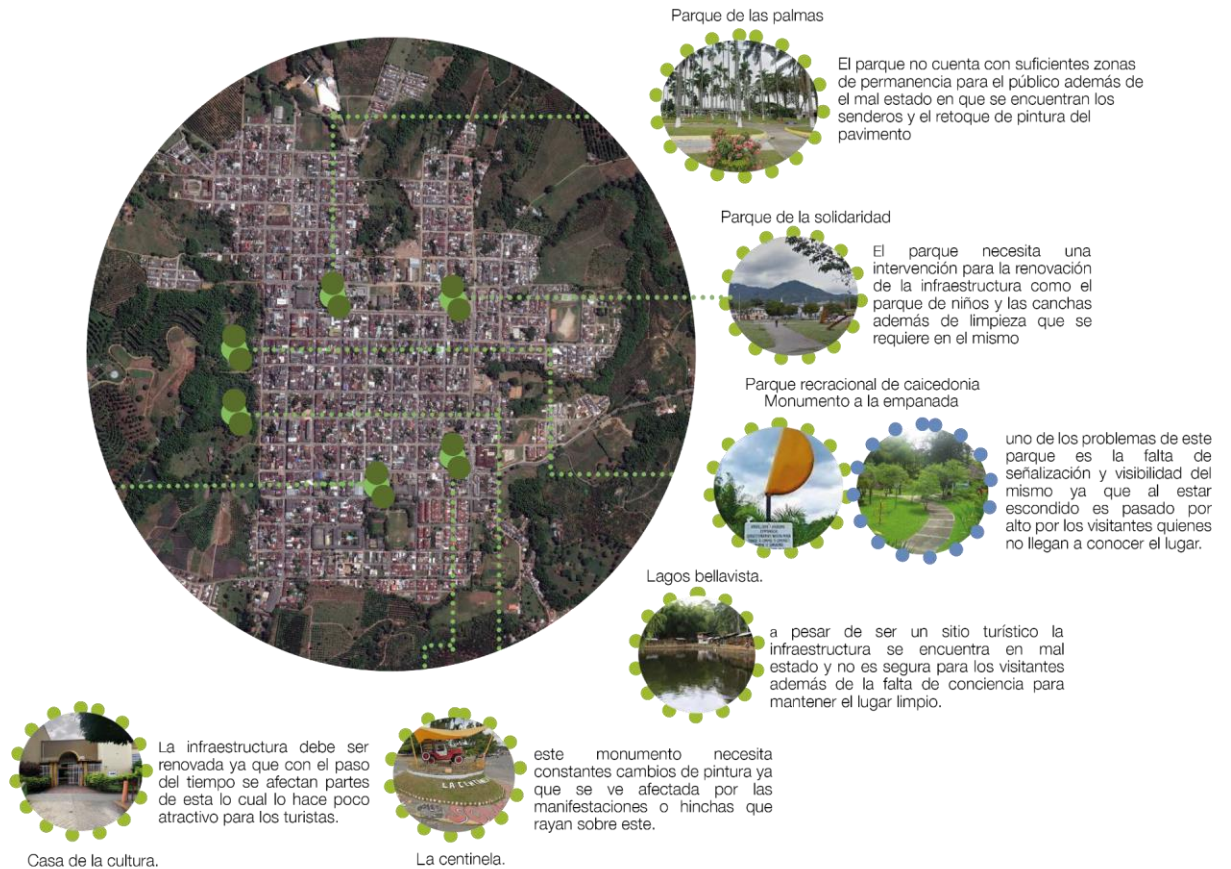 Parque de las palmas
El parque no cuenta con suficientes zonas
de permanencia para el público además de
el mal estado en que se encuentran los
senderos y el retoque de pintura del
pavimento
Parque de la solidaridad
El parque necesita una
intervención para la renovación
de la infraestructura como el
parque de niños y las canchas
además de limpieza que se
requiere en el mismo
Parque recracional de caicedonia
Monumento a la empanada
uno de los problemas de este
parque es la falta de
señalización y visibilidad del
mismo ya que al estar
escondido es pasado por
alto por los visitantes quienes
no llegan a conocer el lugar.
Lagos bellavista.
a pesar de ser un sitio turístico la
infraestructura se encuentra en mal
estado y no es segura para los visitantes
además de la falta de conciencia para
mantener el lugar limpio.
La infraestructura debe ser
renovada ya que con el paso
del tiempo se afectan partes
de esta lo cual lo hace poco
atractivo para los turistas.
Casa de la cultura.
LA CENTINE
este monumento necesita
constantes cambios de pintura ya
que se ve afectada por las
manifestaciones o hinchas que
rayan sobre este.
La centinela.